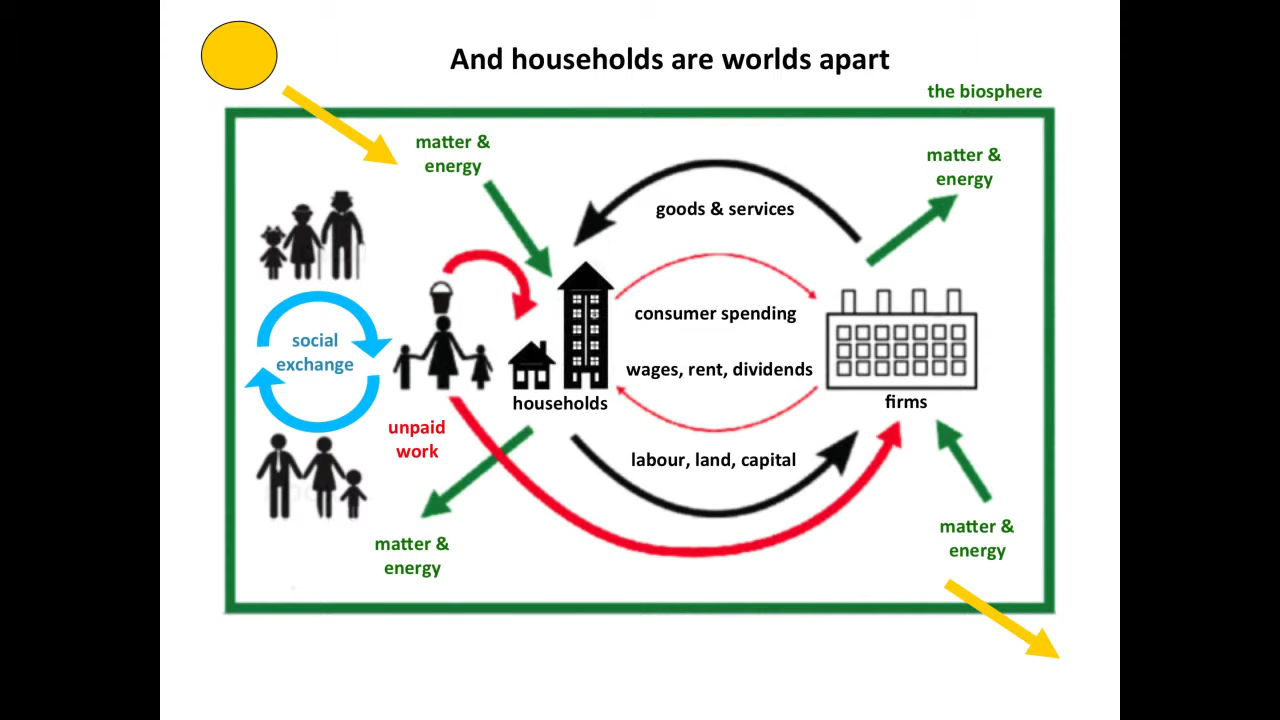 And households are worlds apart
the biosphere
matter &
energy
matter &
energy
goods & services
consumer spending
social
exchange
wages, rent, dividends
households
firms
unpaid
work
labour, land, capital
matter &
energy
matter &
energy